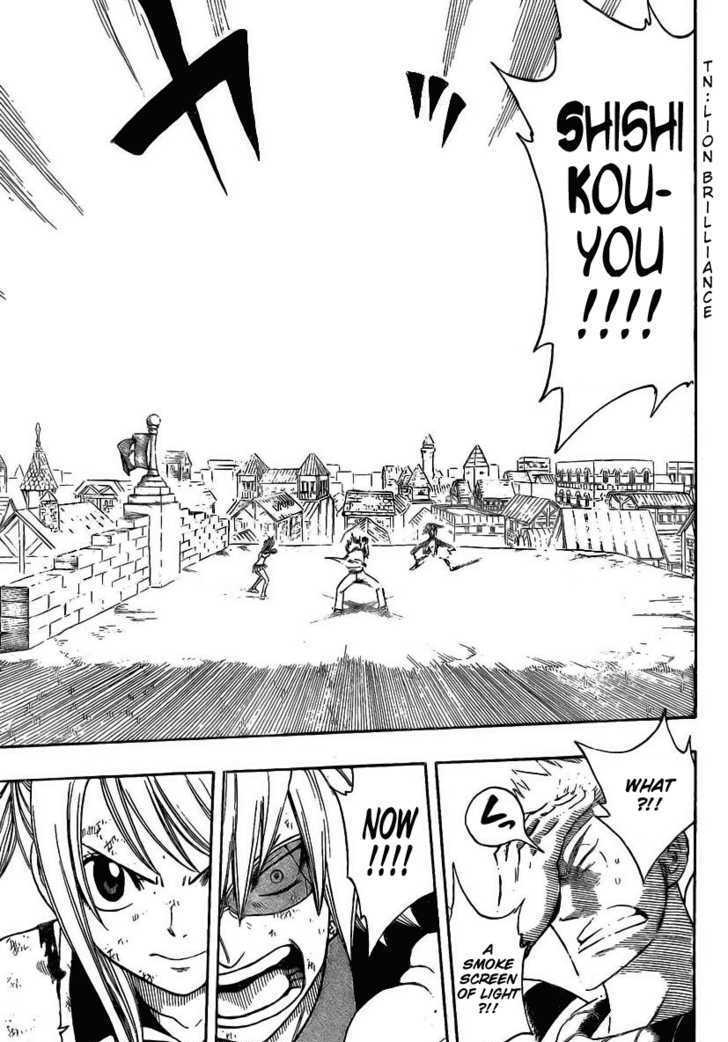 SHISHI
KOU-
YOU
!!!!
TN:LION BRILLIANCE
WHAT
?!!
A
SMOKE
SCREEN
OF LIGHT
?!!
NOW
!!!!